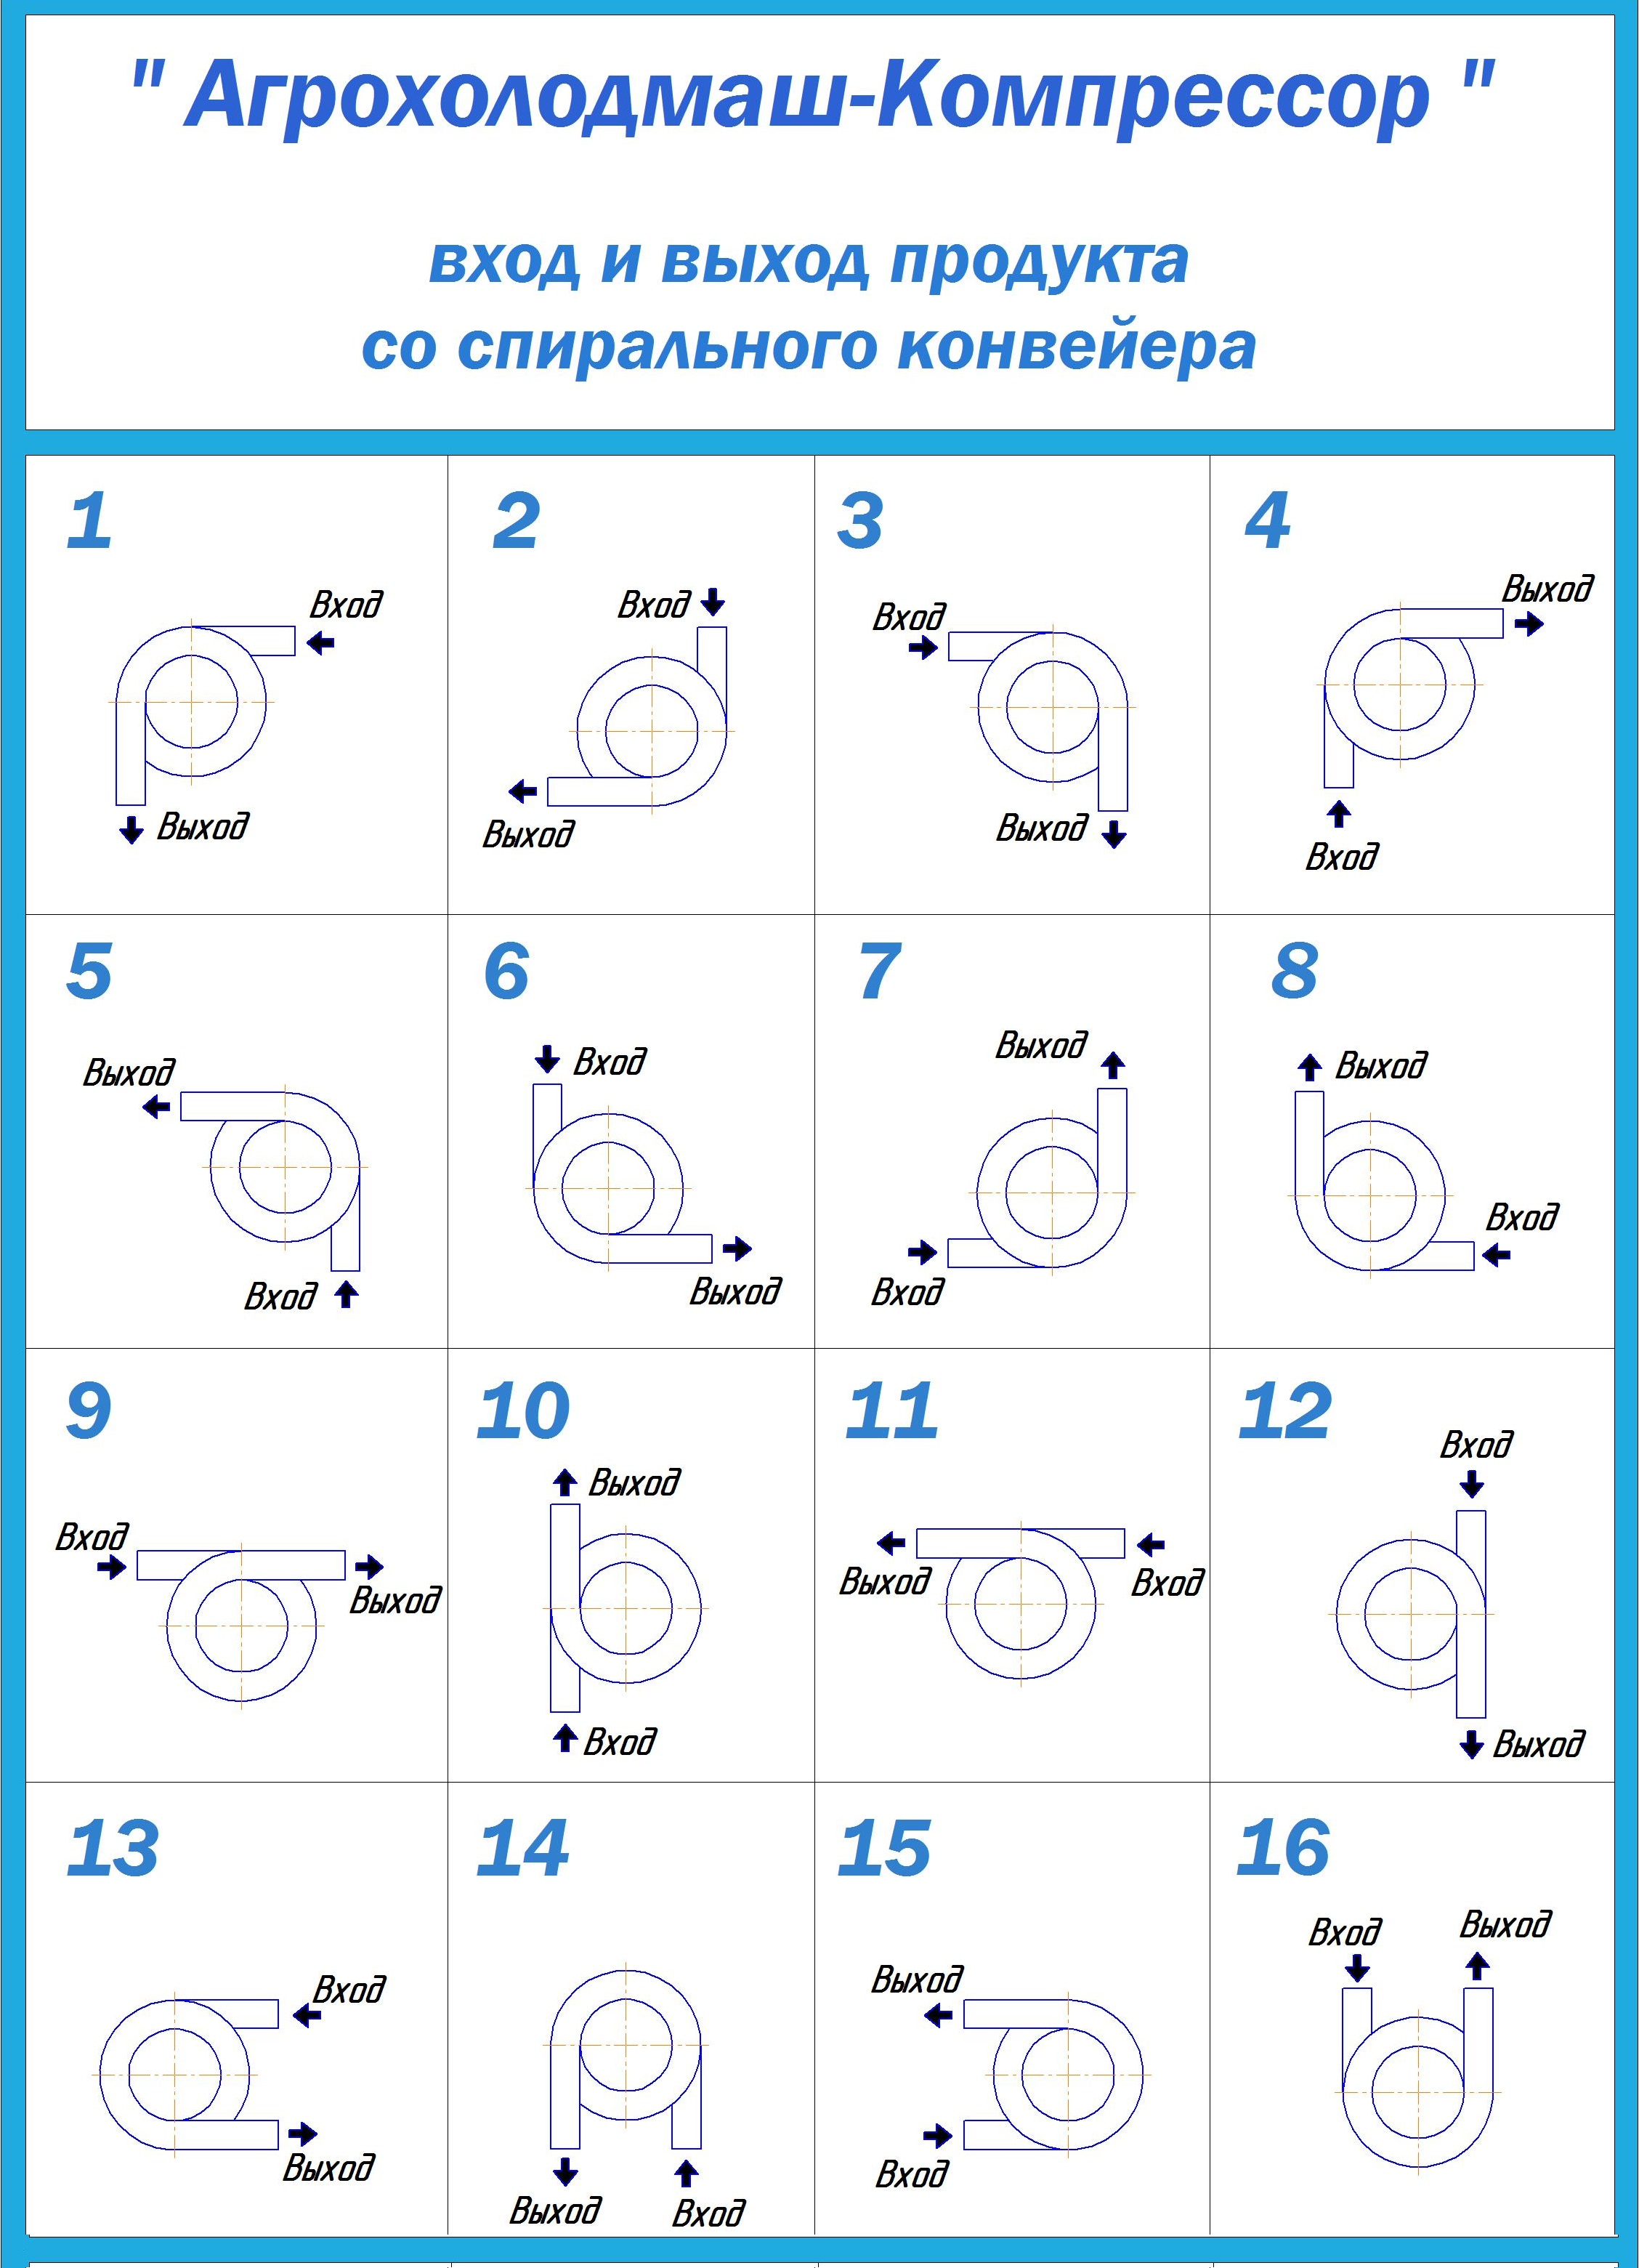 " Агрохолодмаш-Компрессор "
вход и выход продукта
со спирального конвейера
1
Вход
Выход
2
Вход
Выход
3
Вход
Выход
4
Выход
Вход
5
Выход
Вход
6
Вход
Выход
7
Выход
Вход
8
Выход
Вход
9
Вход
Выход
10
Выход
Вход
11
Выход
Вход
12
Вход
Выход
13
Вход
Выход
14
Выход
Вход
15
Выход
Вход
16
Вход
Выход